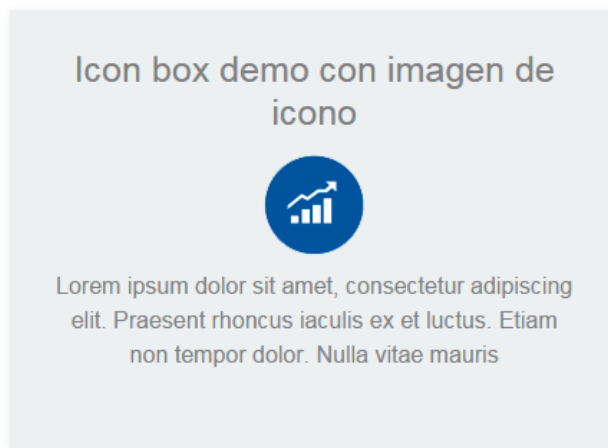 Icon box demo con imagen de
icono
Lorem ipsum dolor sit amet, consectetur adipiscing
elit. Praesent rhoncus iaculis ex et luctus. Etiam
non tempor dolor. Nulla vitae mauris